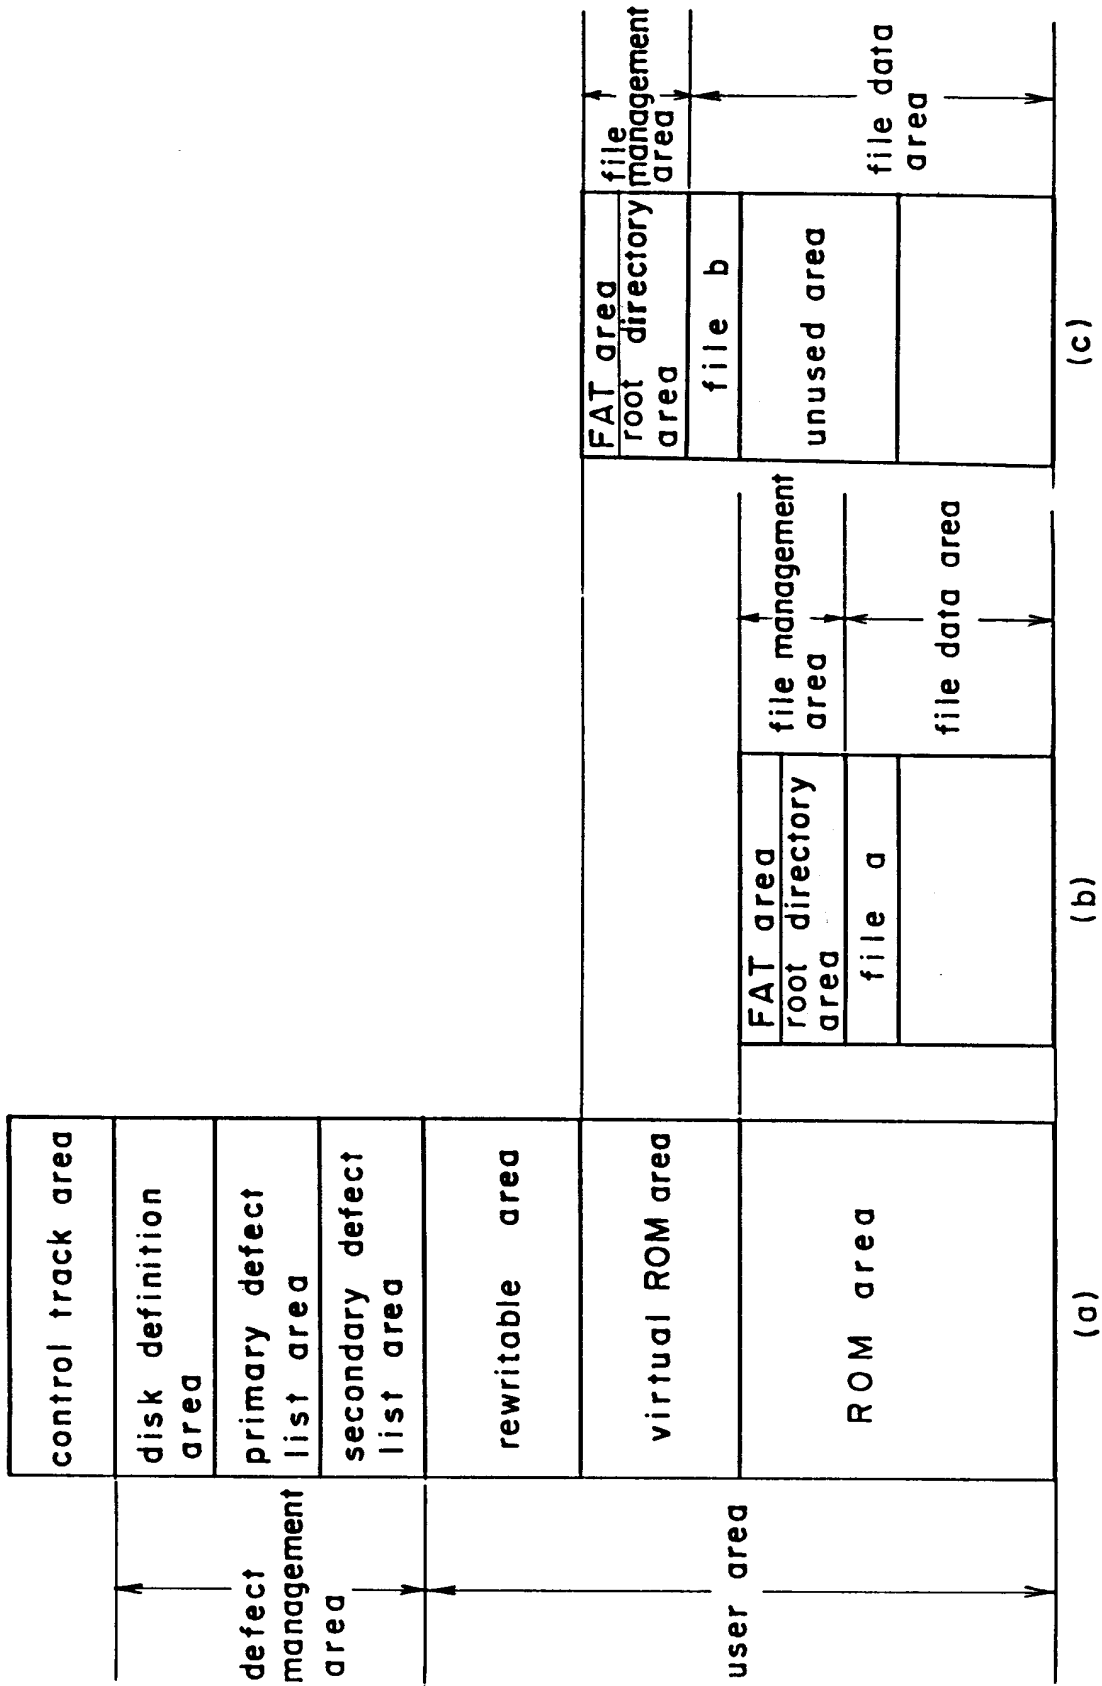 control track area
disk definition
area
primary defect
list area
secondary defect
list area
rewritable area
virtual ROM area
ROM area
defect
management
area
user area
(a)
FAT area
root directory
area
file a
file management
area
file data area
(b)
FAT area
root directory
area
file b
unused area
file
management
area
file data
area
(c)